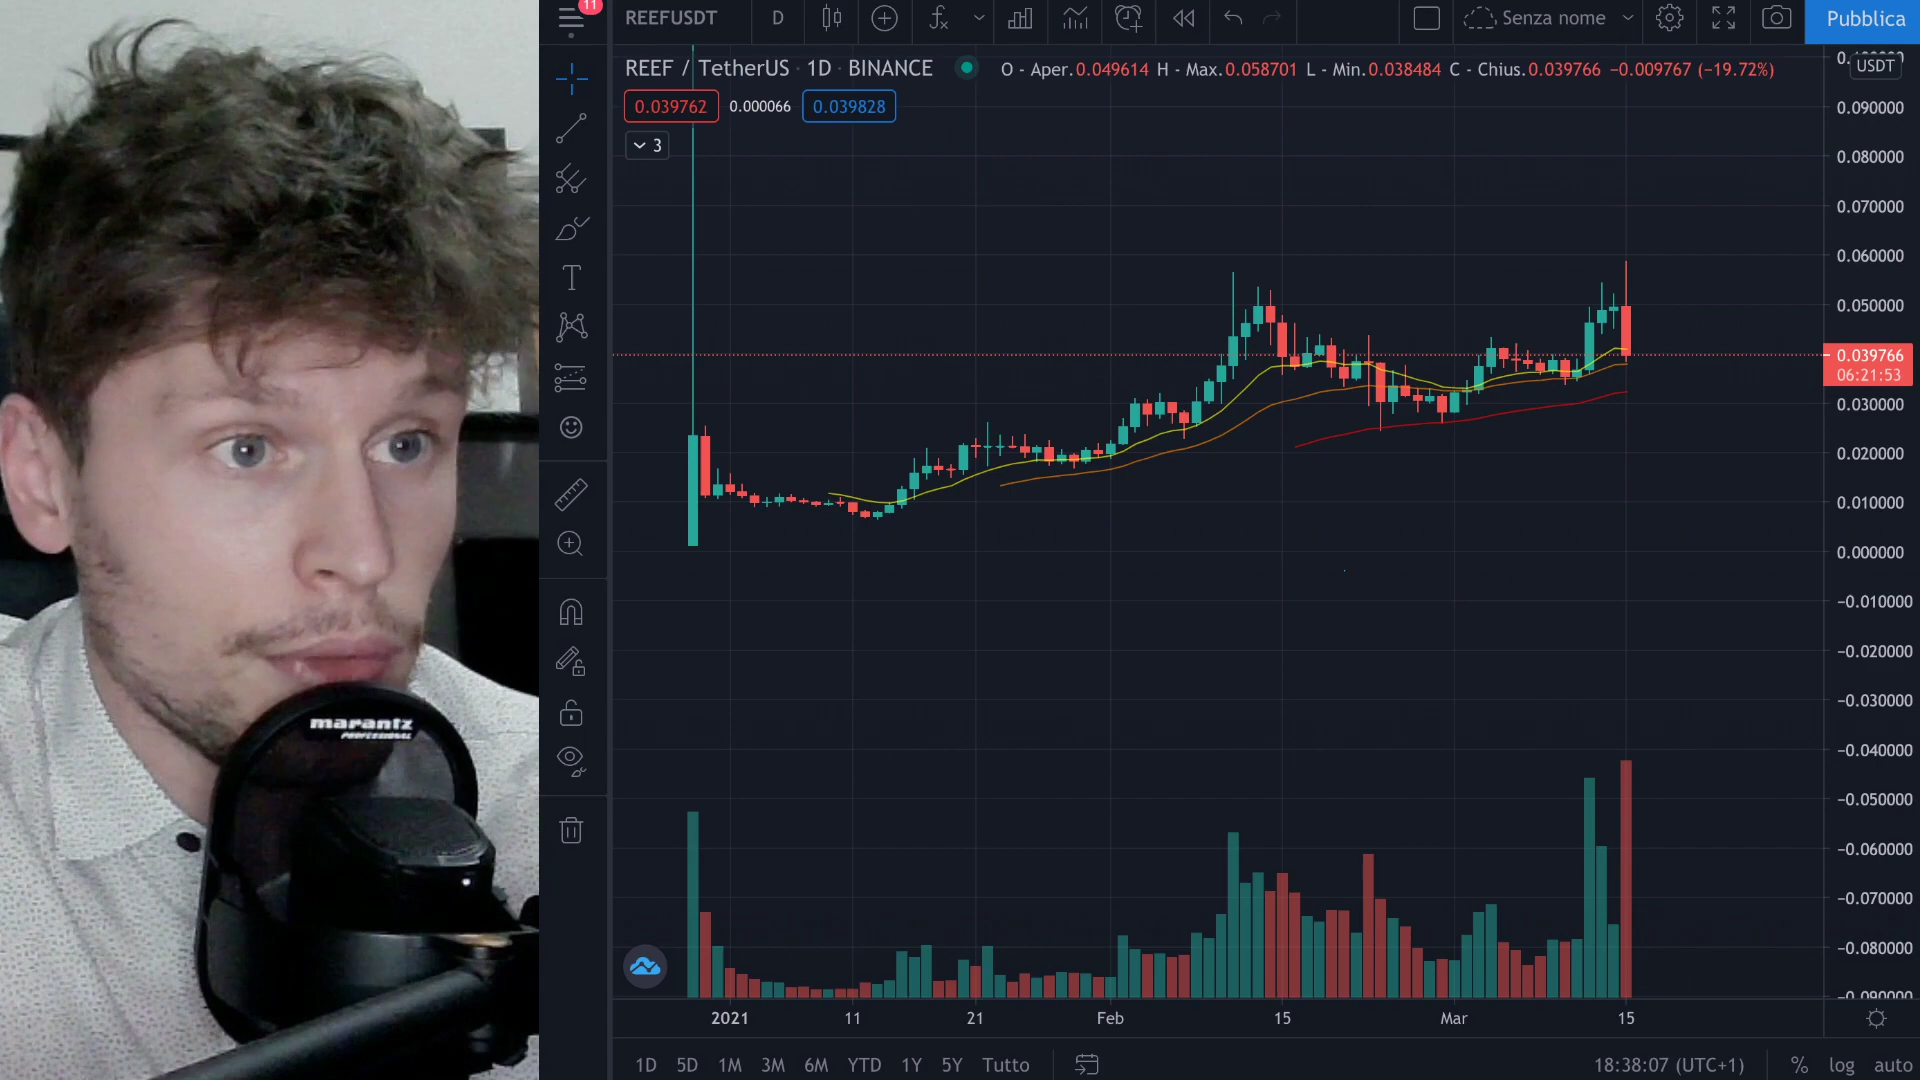 11
REEFUSDT D Senza nome Pubblica
REEF / TetherUS · 1D · BINANCE O - Aper.0.049614 H - Max.0.058701 L - Min.0.038484 C - Chius.0.039766 −0.009767 (−19.72%)
USDT
0.039762 0.000066 0.039828
3
0.090000
0.080000
0.070000
0.060000
0.050000
0.039766
06:21:53
0.030000
0.020000
0.010000
0.000000
−0.010000
−0.020000
−0.030000
−0.040000
−0.050000
−0.060000
−0.070000
−0.080000
−0.090000
marantz
PROFESSIONAL
2021 11 21 Feb 15 Mar 15
1D 5D 1M 3M 6M YTD 1Y 5Y Tutto 18:38:07 (UTC+1) % log auto